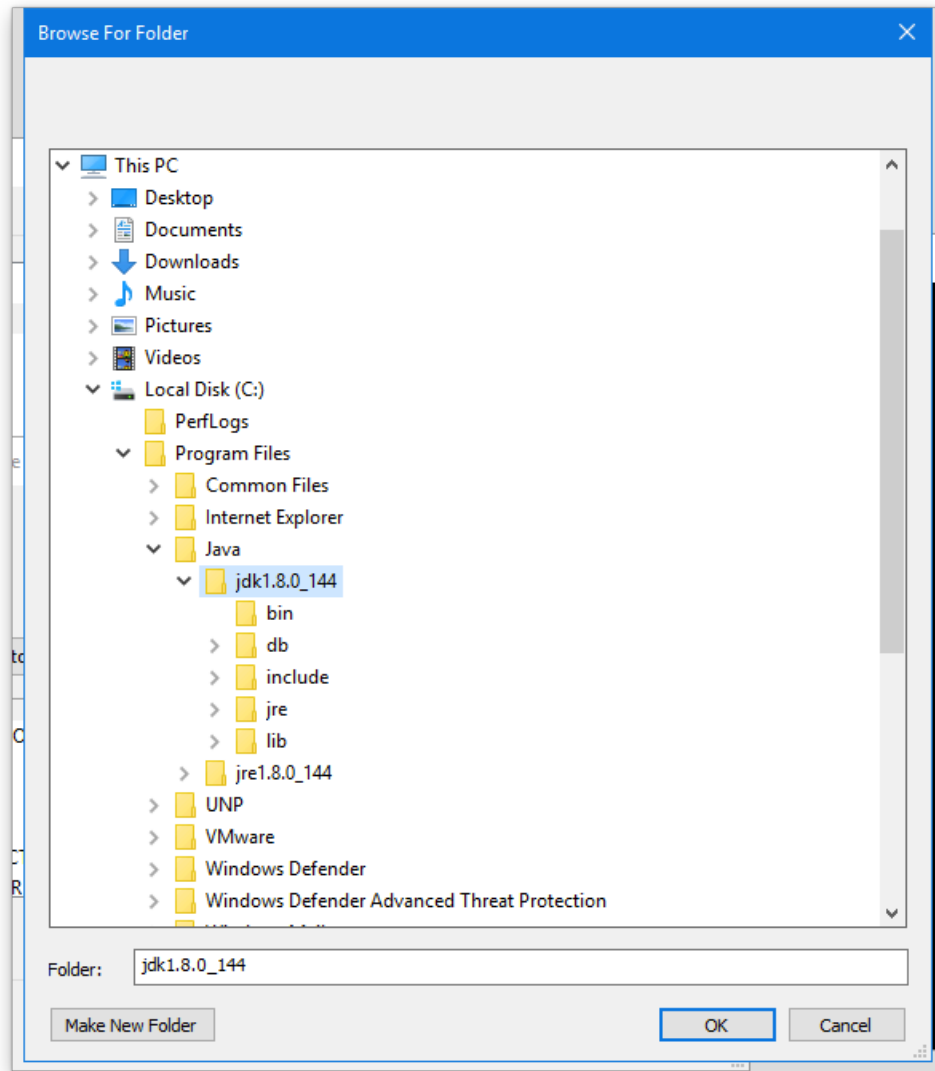 Browse For Folder
This PC
Desktop
Documents
Downloads
Music
Pictures
Videos
Local Disk (C:)
PerfLogs
Program Files
Common Files
Internet Explorer
Java
jdk1.8.0_144
bin
db
include
jre
lib
jre1.8.0_144
UNP
VMware
Windows Defender
Windows Defender Advanced Threat Protection
Folder: jdk1.8.0_144
Make New Folder OK Cancel